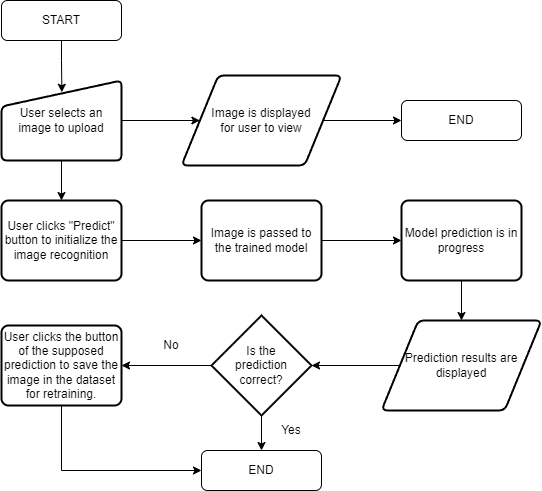 START
User selects an
image to upload
Image is displayed
for user to view
END
User clicks "Predict"
button to initialize the
image recognition
Image is passed to
the trained model
Model prediction is in
progress
Prediction results are
displayed
Is the
prediction
correct?
No
User clicks the button
of the supposed
prediction to save the
image in the dataset
for retraining.
Yes
END